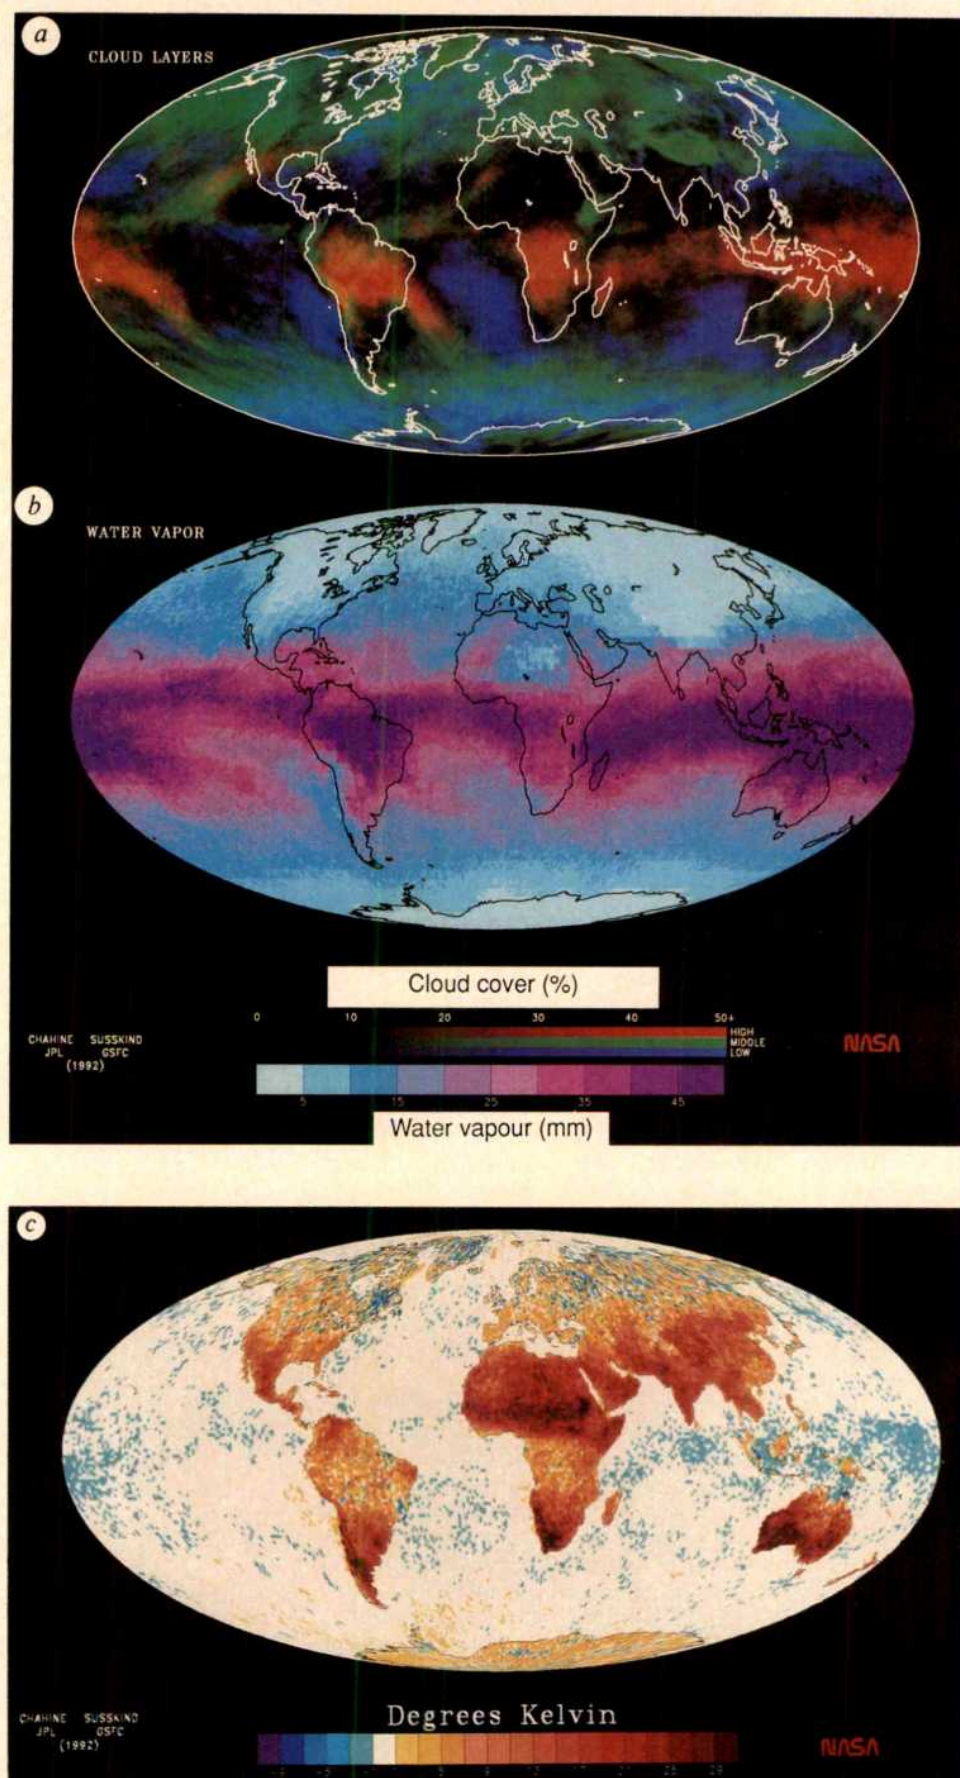 a
CLOUD LAYERS
b
WATER VAPOR
Cloud cover (%)
0 10 20 30 40 50+
HIGH
MIDDLE
LOW
CHAHINE SUSSKIND
JPL GSFC
(1992)
NASA
5 15 25 35 45
Water vapour (mm)
c
Degrees Kelvin
CHAHINE SUSSKIND
JPL GSFC
(1992)
NASA